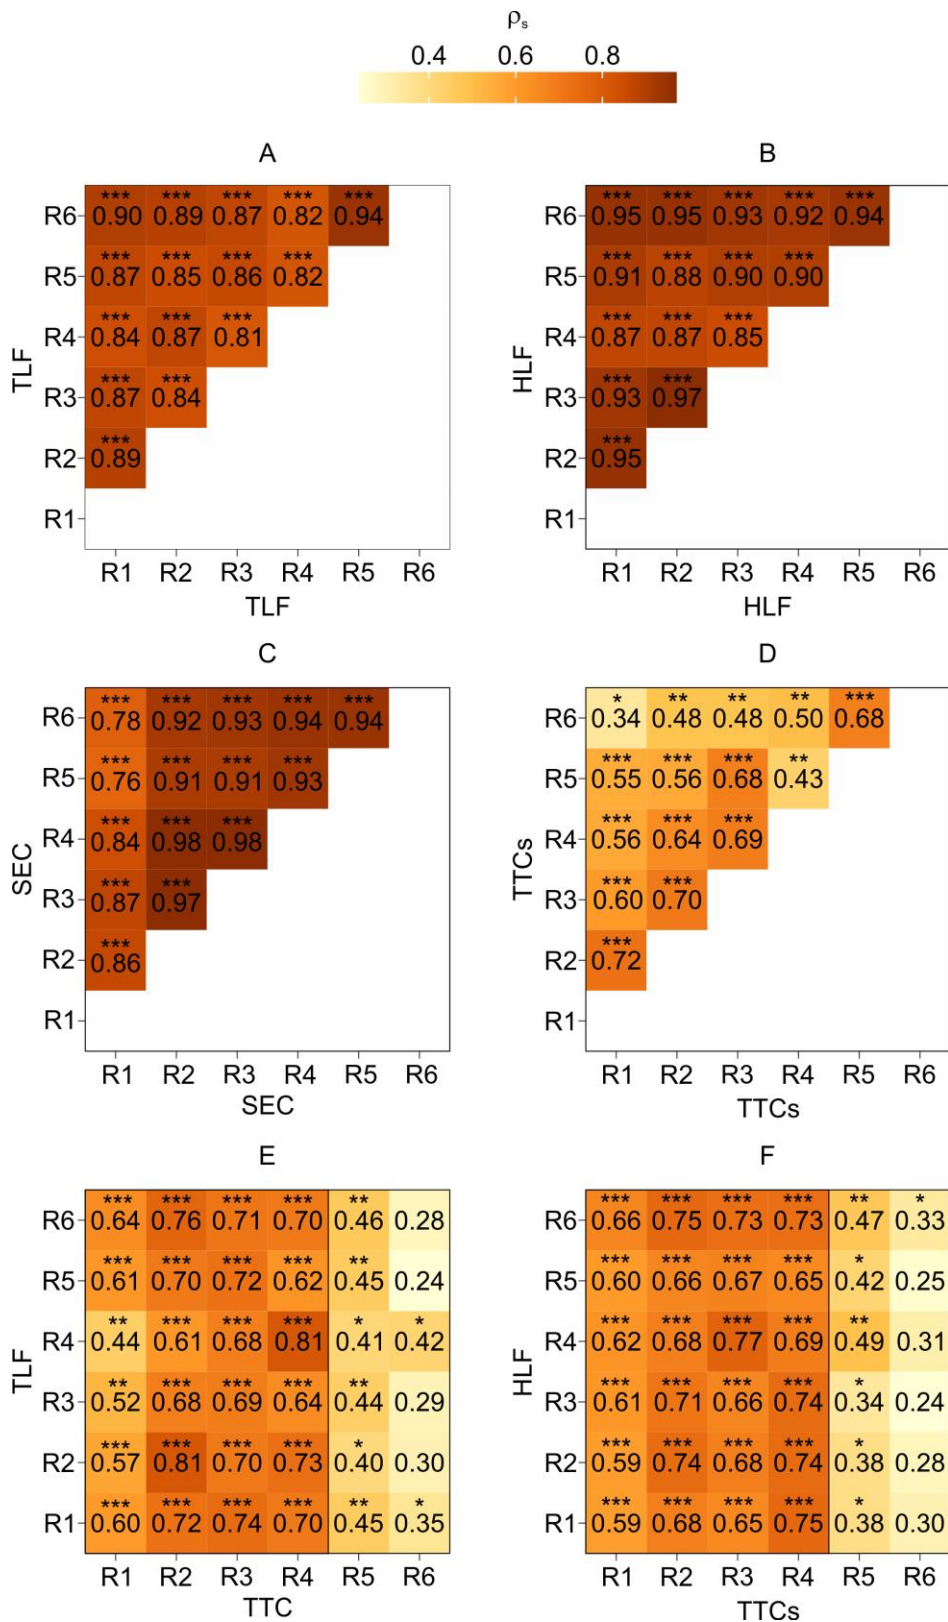 ρs
0.4 0.6 0.8
A
*** *** *** *** ***
R6 0.90 0.89 0.87 0.82 0.94
*** *** *** ***
R5 0.87 0.85 0.86 0.82
*** *** ***
R4 0.84 0.87 0.81
*** ***
R3 0.87 0.84
***
R2 0.89
R1
TLF
R1 R2 R3 R4 R5 R6
TLF
B
*** *** *** *** ***
R6 0.95 0.95 0.93 0.92 0.94
*** *** *** ***
R5 0.91 0.88 0.90 0.90
*** *** ***
R4 0.87 0.87 0.85
*** ***
R3 0.93 0.97
***
R2 0.95
R1
HLF
R1 R2 R3 R4 R5 R6
HLF
C
*** *** *** *** ***
R6 0.78 0.92 0.93 0.94 0.94
*** *** *** ***
R5 0.76 0.91 0.91 0.93
*** *** ***
R4 0.84 0.98 0.98
*** ***
R3 0.87 0.97
***
R2 0.86
R1
SEC
R1 R2 R3 R4 R5 R6
SEC
D
* ** ** ** ***
R6 0.34 0.48 0.48 0.50 0.68
*** *** *** **
R5 0.55 0.56 0.68 0.43
*** *** ***
R4 0.56 0.64 0.69
*** ***
R3 0.60 0.70
***
R2 0.72
R1
TTCs
R1 R2 R3 R4 R5 R6
TTCs
E
*** *** *** *** **
R6 0.64 0.76 0.71 0.70 0.46 0.28
*** *** *** *** **
R5 0.61 0.70 0.72 0.62 0.45 0.24
** *** *** *** * *
R4 0.44 0.61 0.68 0.81 0.41 0.42
** *** *** *** **
R3 0.52 0.68 0.69 0.64 0.44 0.29
*** *** *** *** *
R2 0.57 0.81 0.70 0.73 0.40 0.30
*** *** *** *** ** *
R1 0.60 0.72 0.74 0.70 0.45 0.35
TLF
R1 R2 R3 R4 R5 R6
TTC
F
*** *** *** *** ** *
R6 0.66 0.75 0.73 0.73 0.47 0.33
*** *** *** *** *
R5 0.60 0.66 0.67 0.65 0.42 0.25
*** *** *** *** **
R4 0.62 0.68 0.77 0.69 0.49 0.31
*** *** *** *** *
R3 0.61 0.71 0.66 0.74 0.34 0.24
*** *** *** *** *
R2 0.59 0.74 0.68 0.74 0.38 0.28
*** *** *** *** *
R1 0.59 0.68 0.65 0.75 0.38 0.30
HLF
R1 R2 R3 R4 R5 R6
TTCs